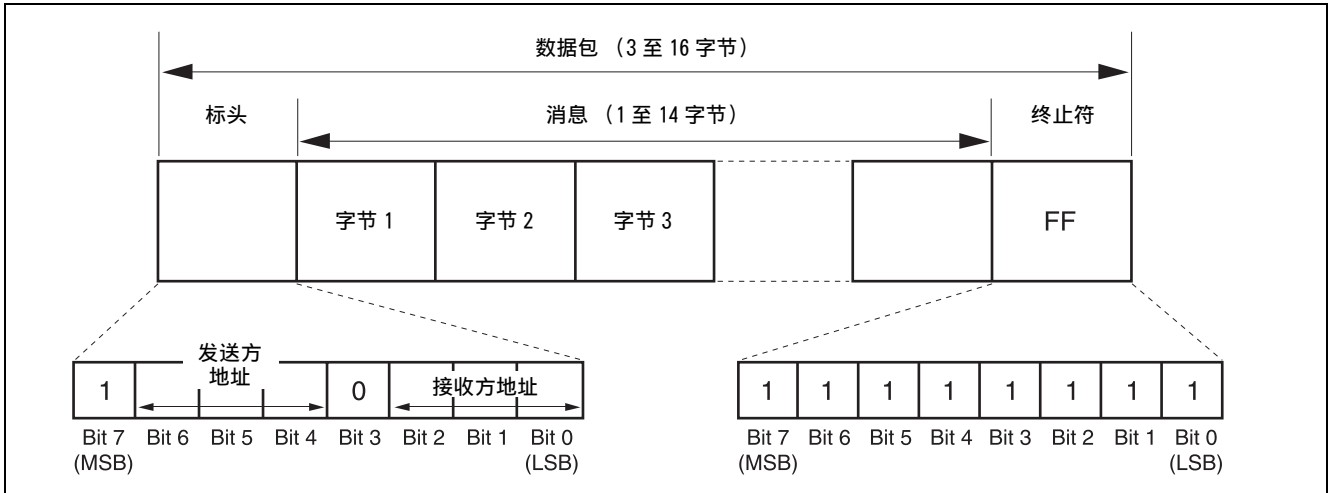 数据包 （3 至 16 字节）
标头 消息 （1 至 14 字节） 终止符
字节 1 字节 2 字节 3 FF
1 发送方 0 接收方地址
地址
1 1 1 1 1 1 1 1
Bit 7 Bit 6 Bit 5 Bit 4 Bit 3 Bit 2 Bit 1 Bit 0
(MSB) (LSB)
Bit 7 Bit 6 Bit 5 Bit 4 Bit 3 Bit 2 Bit 1 Bit 0
(MSB) (LSB)